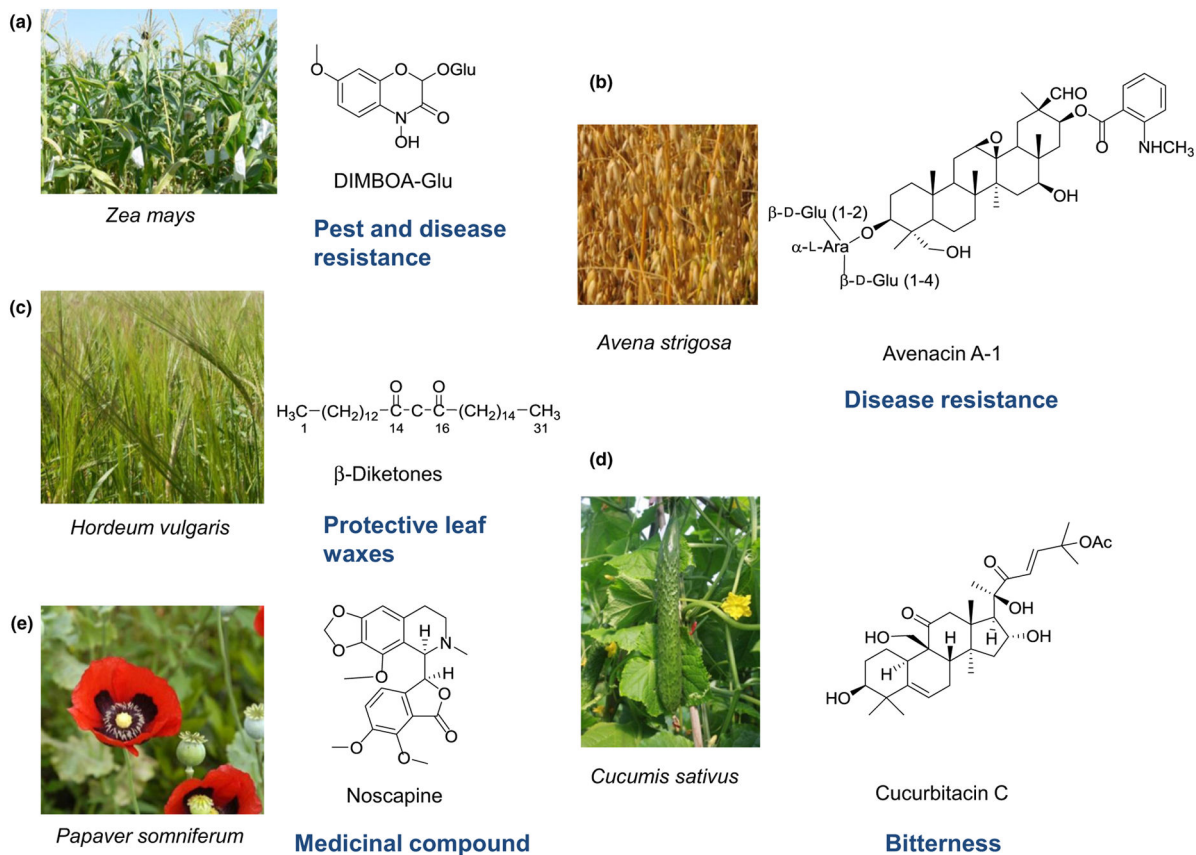 (a)
O
O
OGlu
N
O
OH
DIMBOA-Glu
Zea mays
Pest and disease
resistance
(b)
CHO
O
O
NHCH₃
O
OH
β-D-Glu (1-2)
α-L-Ara
O
OH
β-D-Glu (1-4)
Avena strigosa
Avenacin A-1
Disease resistance
(c)
O O
H₃C–(CH₂)₁₂–C C–(CH₂)₁₄–CH₃
1 14 16 31
β-Diketones
Hordeum vulgaris
Protective leaf
waxes
(d)
OAc
O
O
OH
HO
H
OH
H
H
HO
Cucumis sativus
Cucurbitacin C
Bitterness
(e)
O
O
H
N
O
H
O
O
O
O
Noscapine
Papaver somniferum
Medicinal compound